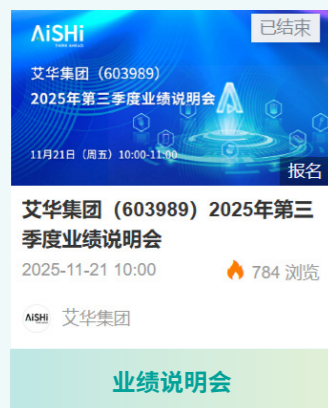 AiSHi
THINK AHEAD
已结束
艾华集团（603989）
2025年第三季度业绩说明会
11月21日（周五）10:00-11:00
报名
艾华集团（603989）2025年第三
季度业绩说明会
2025-11-21 10:00
784 浏览
AiSHi
艾华集团
业绩说明会